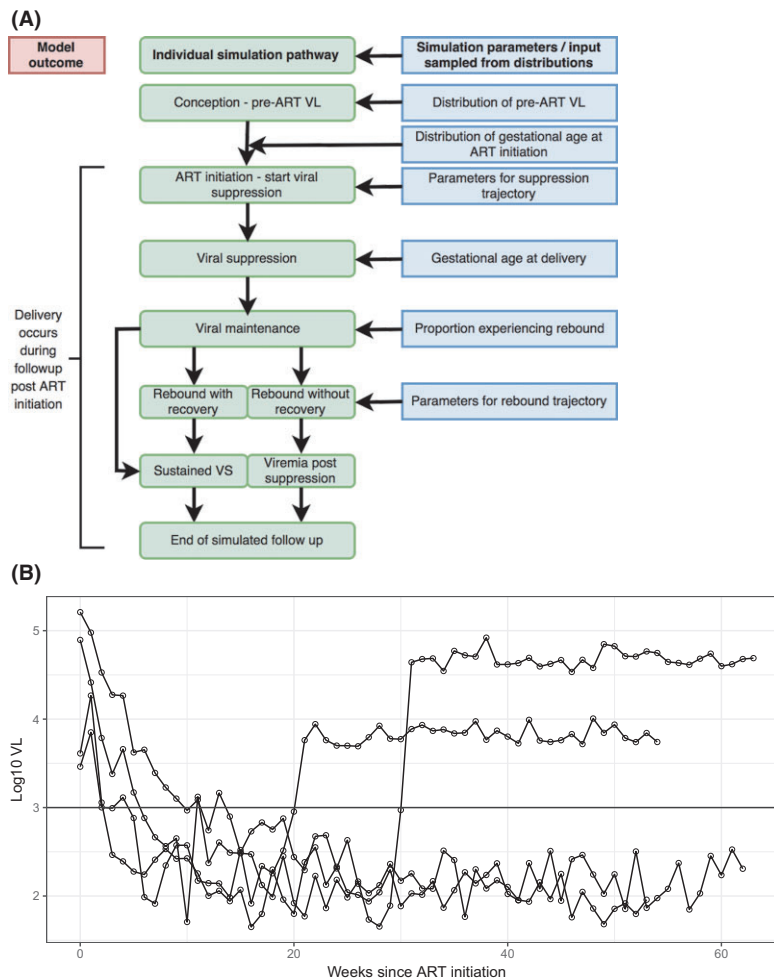 (A)
Model
outcome
Individual simulation pathway
Simulation parameters / input
sampled from distributions
Conception - pre-ART VL
Distribution of pre-ART VL
Distribution of gestational age at
ART initiation
ART initiation - start viral
suppression
Parameters for suppression
trajectory
Viral suppression
Gestational age at delivery
Delivery
occurs
during
followup
post ART
initiation
Viral maintenance
Proportion experiencing rebound
Rebound with
recovery
Rebound without
recovery
Parameters for rebound trajectory
Sustained VS
Viremia post
suppression
End of simulated follow up
(B)
5
4
3
2
Log10 VL
0
20
40
60
Weeks since ART initiation